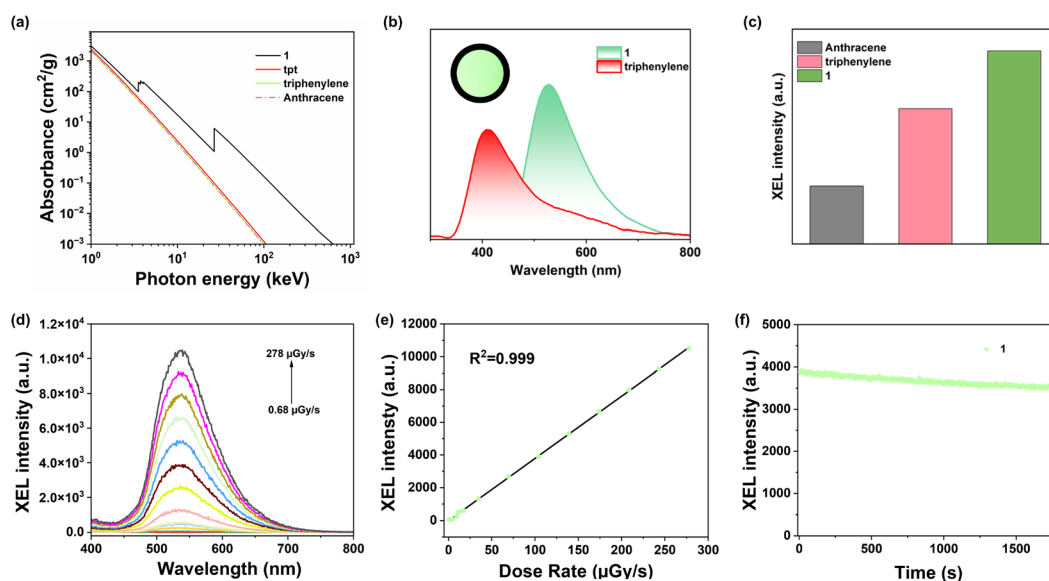 (a)
Absorbance (cm²/g)
10³
10²
10¹
10⁰
10⁻¹
10⁻²
10⁻³
10⁰
10¹
10²
10³
Photon energy (keV)
1
tpt
triphenylene
Anthracene
(b)
1
triphenylene
400
500
600
700
800
Wavelength (nm)
(c)
XEL intensity (a.u.)
Anthracene
triphenylene
1
(d)
XEL intensity (a.u.)
1.2×10⁴
1.0×10⁴
8.0×10³
6.0×10³
4.0×10³
2.0×10³
0.0
278 μGy/s
0.68 μGy/s
400
500
600
700
800
Wavelength (nm)
(e)
XEL intensty (a.u.)
12000
10000
8000
6000
4000
2000
0
R²=0.999
0
50
100
150
200
250
300
Dose Rate (μGy/s)
(f)
XEL intensity (a.u.)
5000
4000
3000
2000
1000
0
1
0
500
1000
1500
Time (s)